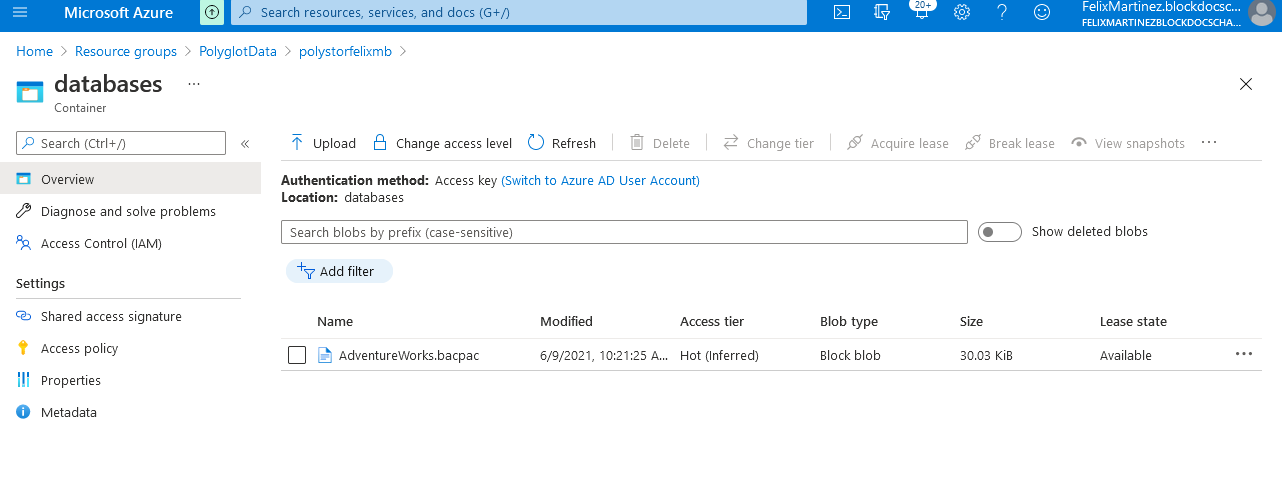 Microsoft Azure
Search resources, services, and docs (G+/)
20+
FelixMartinez.blockdocsc...
FELIXMARTINEZBLOCKDOCSCHA...
Home > Resource groups > PolyglotData > polystorfelixmb >
databases ...
Container
Search (Ctrl+/)
«
Overview
Diagnose and solve problems
Access Control (IAM)
Settings
Shared access signature
Access policy
Properties
Metadata
Upload Change access level Refresh Delete Change tier Acquire lease Break lease View snapshots ...
Authentication method: Access key (Switch to Azure AD User Account)
Location: databases
Search blobs by prefix (case-sensitive)
Show deleted blobs
Add filter
Name Modified Access tier Blob type Size Lease state
AdventureWorks.bacpac 6/9/2021, 10:21:25 A... Hot (Inferred) Block blob 30.03 KiB Available ...